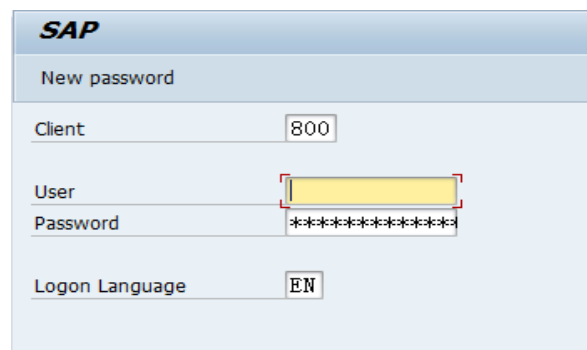 SAP
New password
Client 800
User
Password *************
Logon Language EN